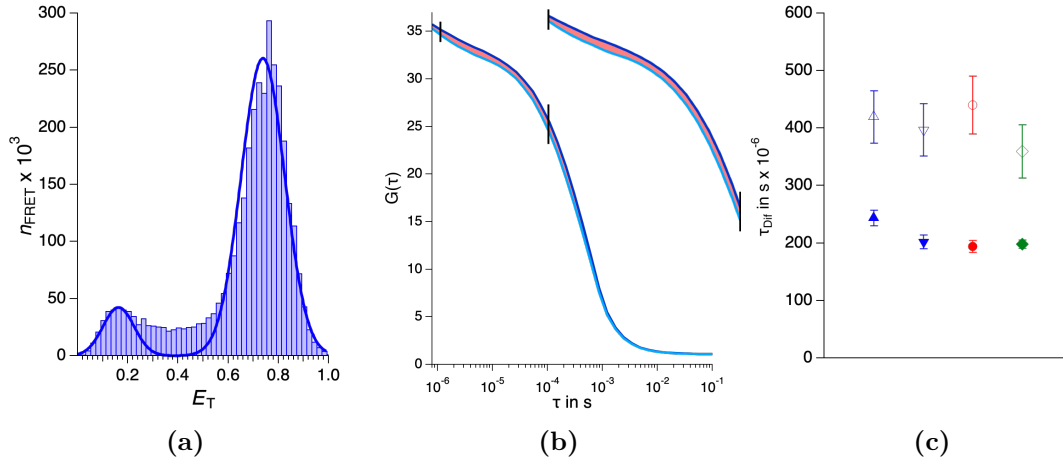 300
250
200
150
100
50
0
n_FRET x 10³
0.2 0.4 0.6 0.8 1.0
E_T
(a)
35
30
25
20
15
10
5
0
G(τ)
10⁻⁶ 10⁻⁵ 10⁻⁴ 10⁻³ 10⁻² 10⁻¹
τ in s
(b)
600
500
400
300
200
100
0
τ_Dif in s x 10⁻⁶
(c)